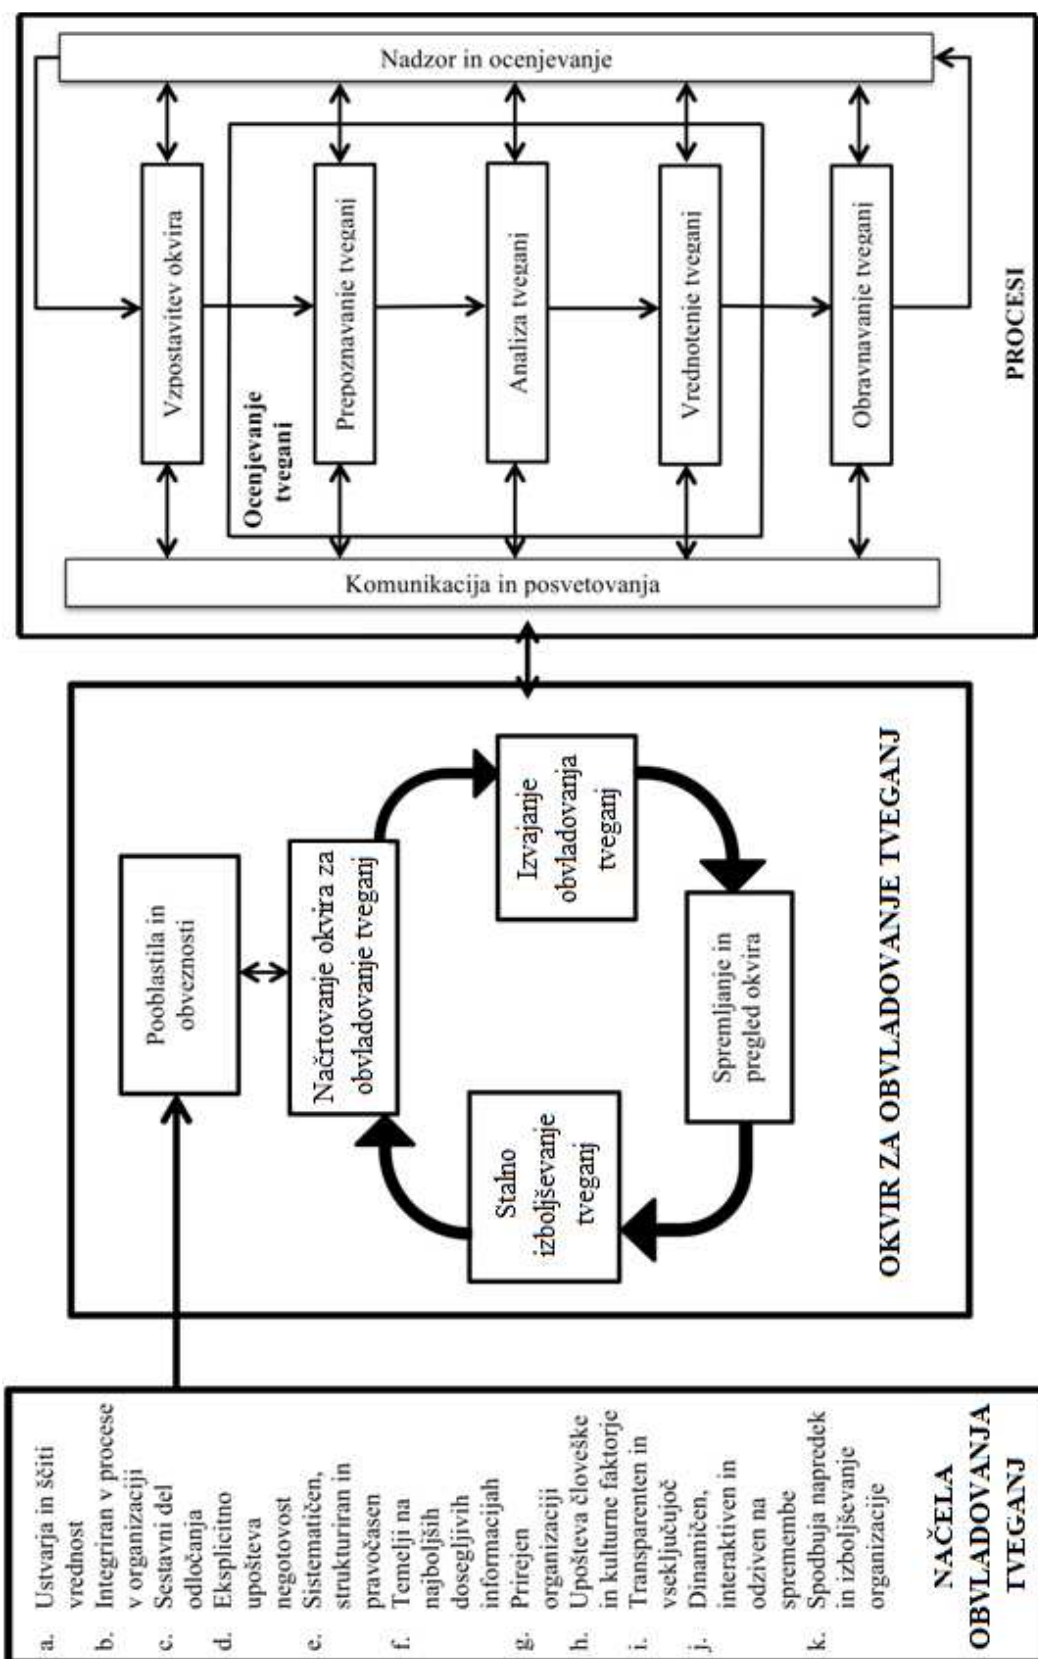 a. Ustvarja in ščiti
vrednost
b. Integriran v procese
v organizaciji
c. Sestavni del
odločanja
d. Eksplicitno
upošteva
negotovost
e. Sistematičen,
strukturiran in
pravočasen
f. Temelji na
najboljših
dosegljivih
informacijah
g. Prirejen
organizaciji
h. Upošteva človeške
in kulturne faktorje
i. Transparenten in
vseključujoč
j. Dinamičen,
interaktiven in
odziven na
spremembe
k. Spodbuja napredek
in izboljševanje
organizacije
NAČELA
OBVLADOVANJA
TVEGANJ
Pooblastila in
obveznosti
Načrtovanje okvira za
obvladovanje tveganj
Izvajanje
obvladovanja
tveganj
Spremljanje in
pregled okvira
Stalno
izboljševanje
tveganj
OKVIR ZA OBVLADOVANJE TVEGANJ
Komunikacija in posvetovanja
Vzpostavitev okvira
Ocenjevanje
tveganj
Prepoznavanje tveganj
Analiza tveganj
Vrednotenje tveganj
Obravnavanje tveganj
Nadzor in ocenjevanje
PROCESI